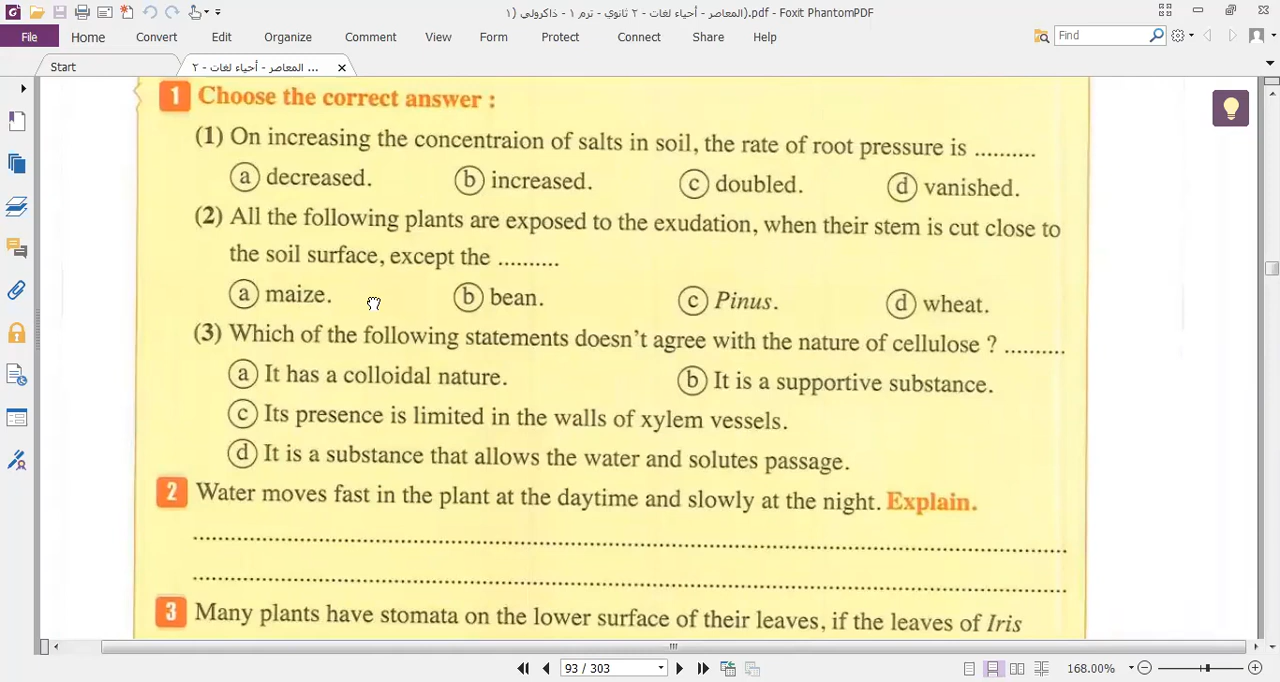 (المعاصر - أحياء لغات - ٢ ثانوي - ترم ١ - ذاكرولي (١.pdf - Foxit PhantomPDF
File Home Convert Edit Organize Comment View Form Protect Connect Share Help Find
Start المعاصر - أحياء لغات - ٢ ...
1 Choose the correct answer :
(1) On increasing the concentraion of salts in soil, the rate of root pressure is ..........
a decreased. b increased. c doubled. d vanished.
(2) All the following plants are exposed to the exudation, when their stem is cut close to
the soil surface, except the ..........
a maize. b bean. c Pinus. d wheat.
(3) Which of the following statements doesn't agree with the nature of cellulose ? ..........
a It has a colloidal nature. b It is a supportive substance.
c Its presence is limited in the walls of xylem vessels.
d It is a substance that allows the water and solutes passage.
2 Water moves fast in the plant at the daytime and slowly at the night. Explain.
3 Many plants have stomata on the lower surface of their leaves, if the leaves of Iris
93 / 303 168.00%